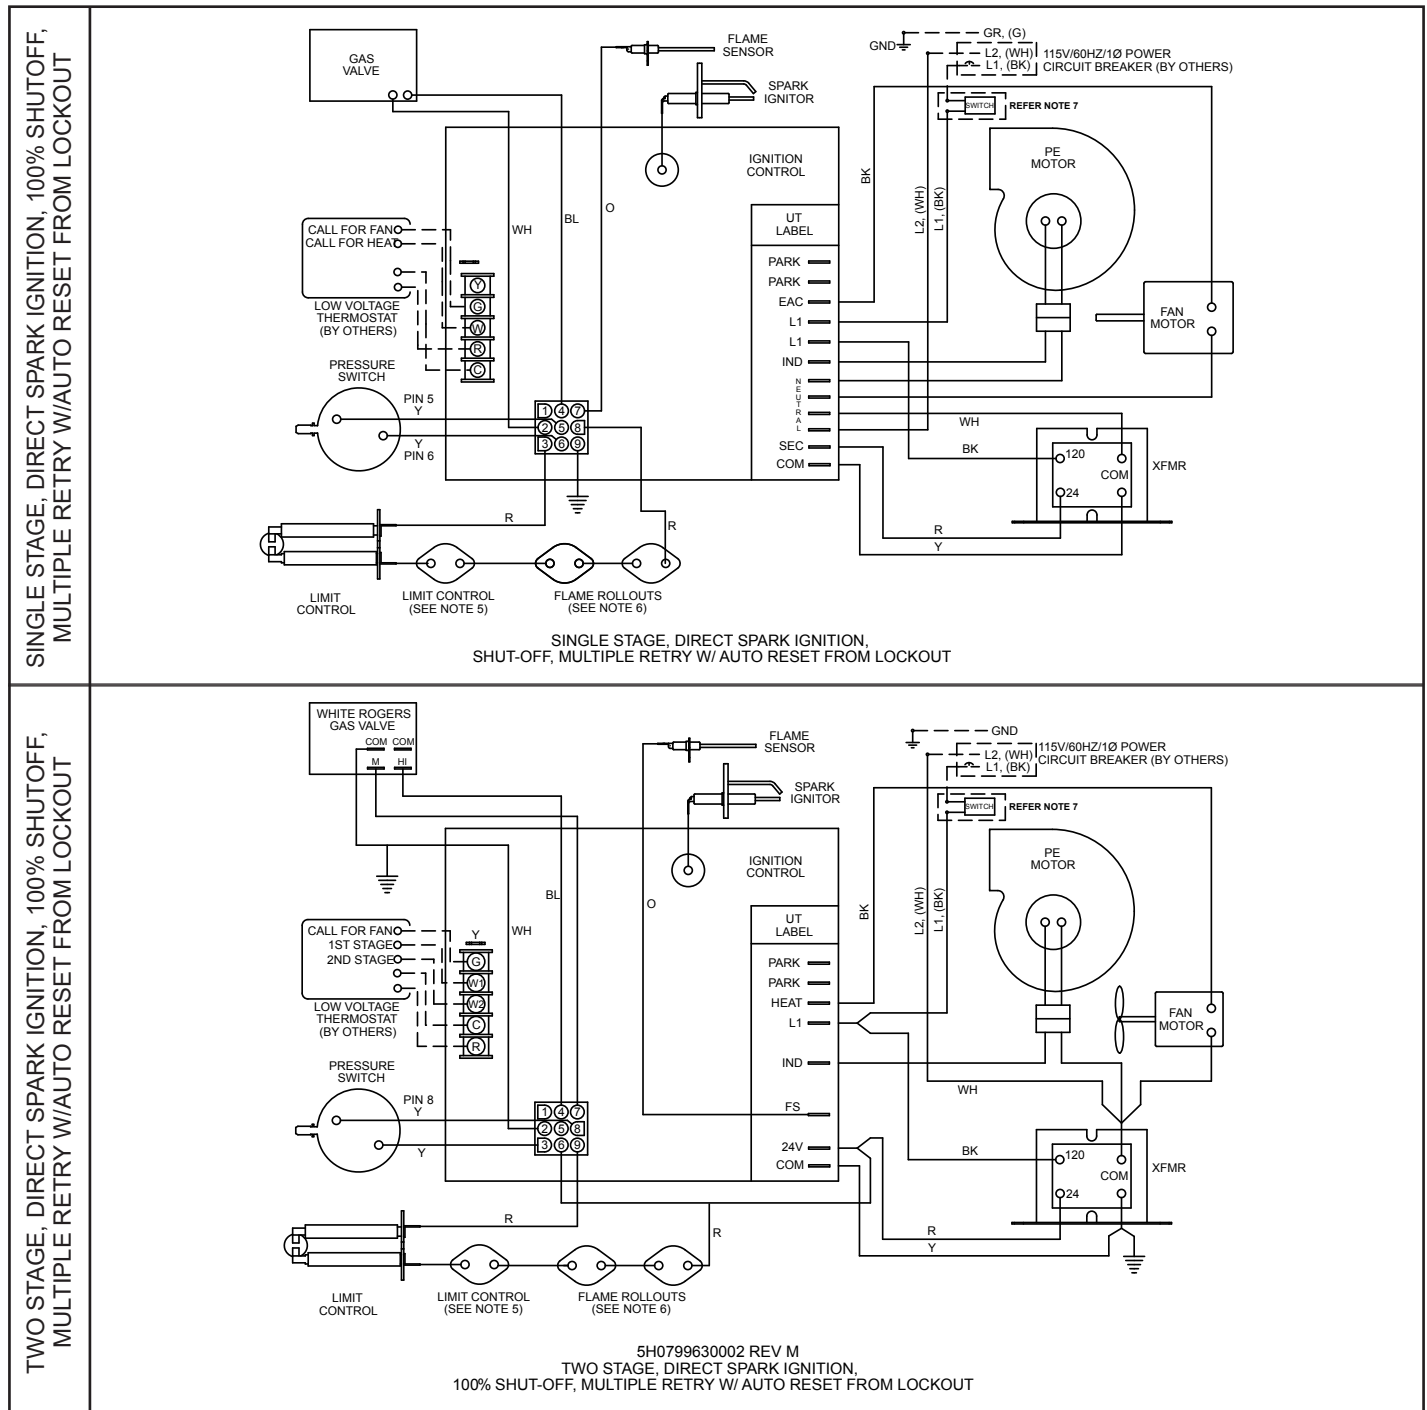 SINGLE STAGE, DIRECT SPARK IGNITION, 100% SHUTOFF,
MULTIPLE RETRY W/AUTO RESET FROM LOCKOUT
GAS
VALVE
FLAME
SENSOR
SPARK
IGNITOR
GND
GR, (G)
L2, (WH)
L1, (BK)
115V/60HZ/1Ø POWER
CIRCUIT BREAKER (BY OTHERS)
SWITCH
REFER NOTE 7
IGNITION
CONTROL
PE
MOTOR
BK
L2, (WH)
L1, (BK)
O
BL
WH
UT
LABEL
CALL FOR FAN
CALL FOR HEAT
LOW VOLTAGE
THERMOSTAT
(BY OTHERS)
Y
G
W
R
C
PARK
PARK
EAC
L1
L1
IND
NEUTRAL
SEC
COM
FAN
MOTOR
PRESSURE
SWITCH
PIN 5
Y
Y
PIN 6
1 4 7
2 5 8
3 6 9
WH
BK
120
COM
24
XFMR
R
R
R
Y
LIMIT
CONTROL
LIMIT CONTROL
(SEE NOTE 5)
FLAME ROLLOUTS
(SEE NOTE 6)
SINGLE STAGE, DIRECT SPARK IGNITION,
SHUT-OFF, MULTIPLE RETRY W/ AUTO RESET FROM LOCKOUT
TWO STAGE, DIRECT SPARK IGNITION, 100% SHUTOFF,
MULTIPLE RETRY W/AUTO RESET FROM LOCKOUT
WHITE ROGERS
GAS VALVE
COM COM
M HI
FLAME
SENSOR
SPARK
IGNITOR
GND
L2, (WH)
L1, (BK)
115V/60HZ/1Ø POWER
CIRCUIT BREAKER (BY OTHERS)
SWITCH
REFER NOTE 7
IGNITION
CONTROL
PE
MOTOR
BK
L2, (WH)
L1, (BK)
BL
O
WH
UT
LABEL
CALL FOR FAN
1ST STAGE
2ND STAGE
LOW VOLTAGE
THERMOSTAT
(BY OTHERS)
Y
G
W1
W2
C
R
PARK
PARK
HEAT
L1
IND
FS
24V
COM
FAN
MOTOR
PRESSURE
SWITCH
PIN 8
Y
Y
1 4 7
2 5 8
3 6 9
WH
BK
120
COM
24
XFMR
R
R
R
Y
LIMIT
CONTROL
LIMIT CONTROL
(SEE NOTE 5)
FLAME ROLLOUTS
(SEE NOTE 6)
5H0799630002 REV M
TWO STAGE, DIRECT SPARK IGNITION,
100% SHUT-OFF, MULTIPLE RETRY W/ AUTO RESET FROM LOCKOUT